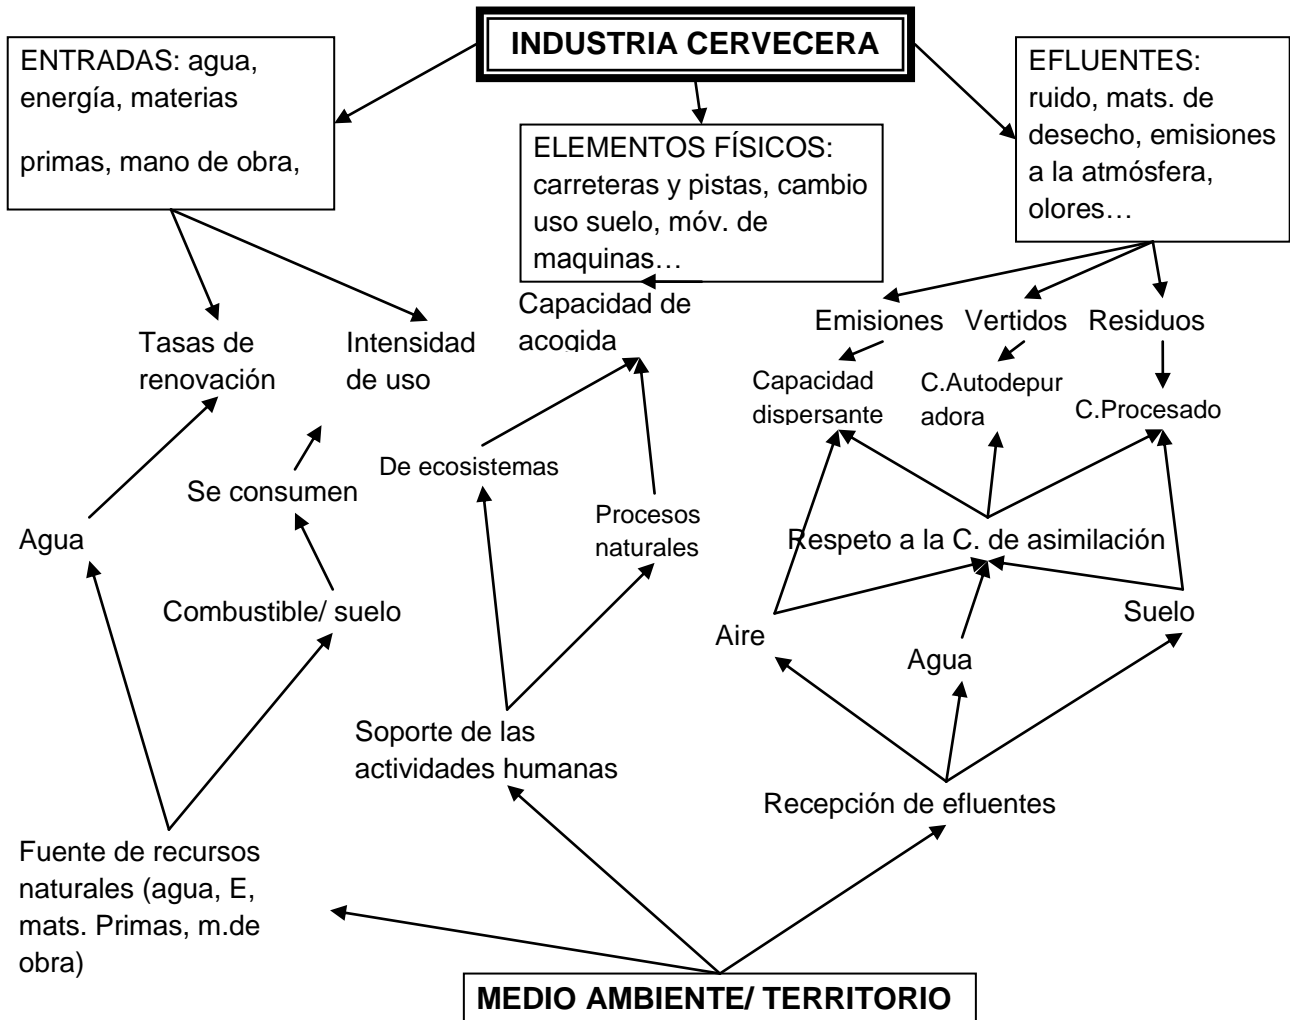 INDUSTRIA CERVECERA
ENTRADAS: agua,
energía, materias
primas, mano de obra,
ELEMENTOS FÍSICOS:
carreteras y pistas, cambio
uso suelo, móv. de
maquinas…
EFLUENTES:
ruido, mats. de
desecho, emisiones
a la atmósfera,
olores…
Tasas de
renovación
Intensidad
de uso
Capacidad de
acogida
Emisiones
Vertidos
Residuos
Capacidad
dispersante
C.Autodepur
adora
C.Procesado
De ecosistemas
Se consumen
Agua
Procesos
naturales
Respeto a la C. de asimilación
Combustible/ suelo
Aire
Agua
Suelo
Soporte de las
actividades humanas
Recepción de efluentes
Fuente de recursos
naturales (agua, E,
mats. Primas, m.de
obra)
MEDIO AMBIENTE/ TERRITORIO